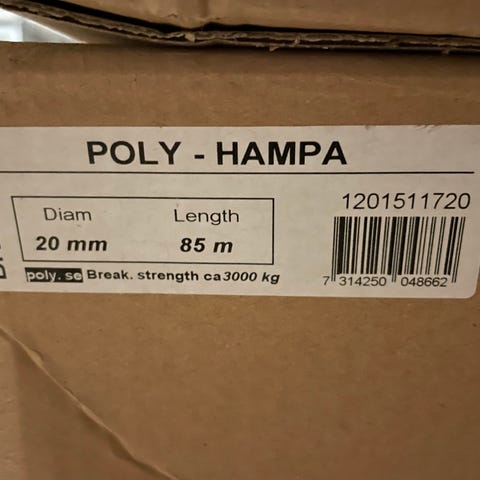 POLY - HAMPA
1201511720
Diam Length
20 mm 85 m
poly.se Break. strength ca 3000 kg
7 314250 048662